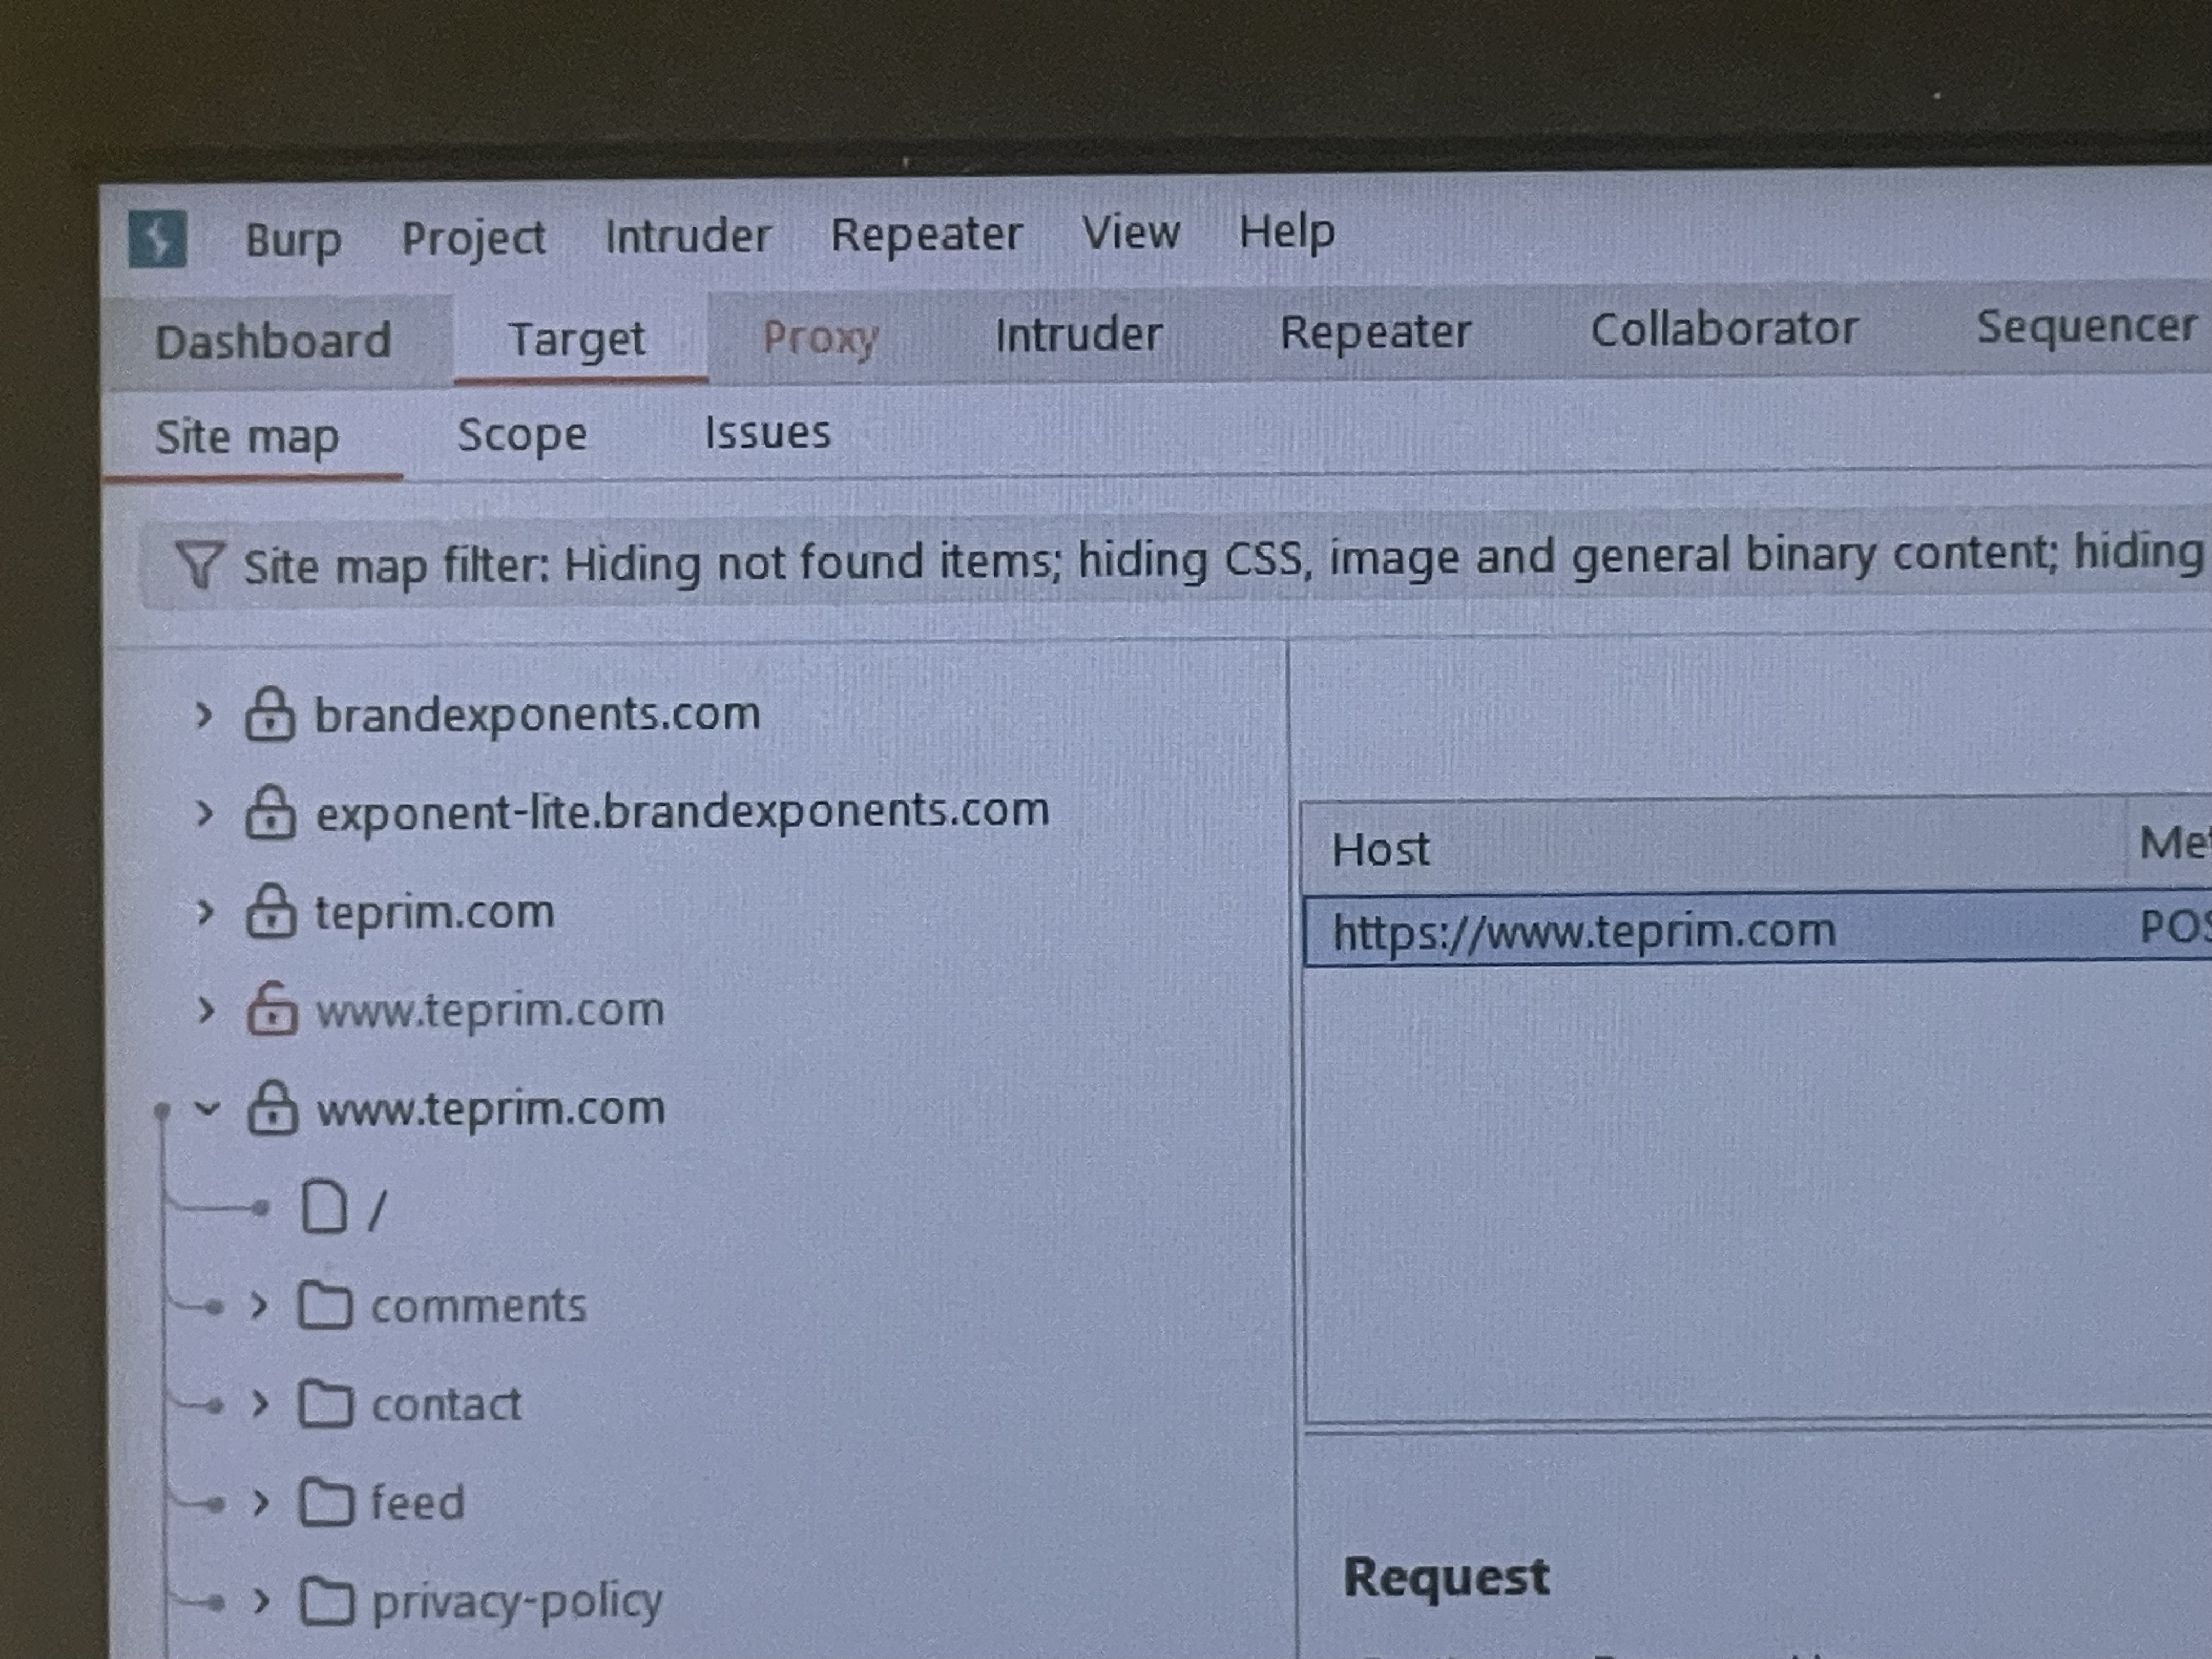 Burp Project Intruder Repeater View Help
Dashboard Target Proxy Intruder Repeater Collaborator Sequencer
Site map Scope Issues
Site map filter: Hiding not found items; hiding CSS, image and general binary content; hiding
brandexponents.com
exponent-lite.brandexponents.com
teprim.com
www.teprim.com
www.teprim.com
/
comments
contact
feed
privacy-policy
Host
https://www.teprim.com
Request